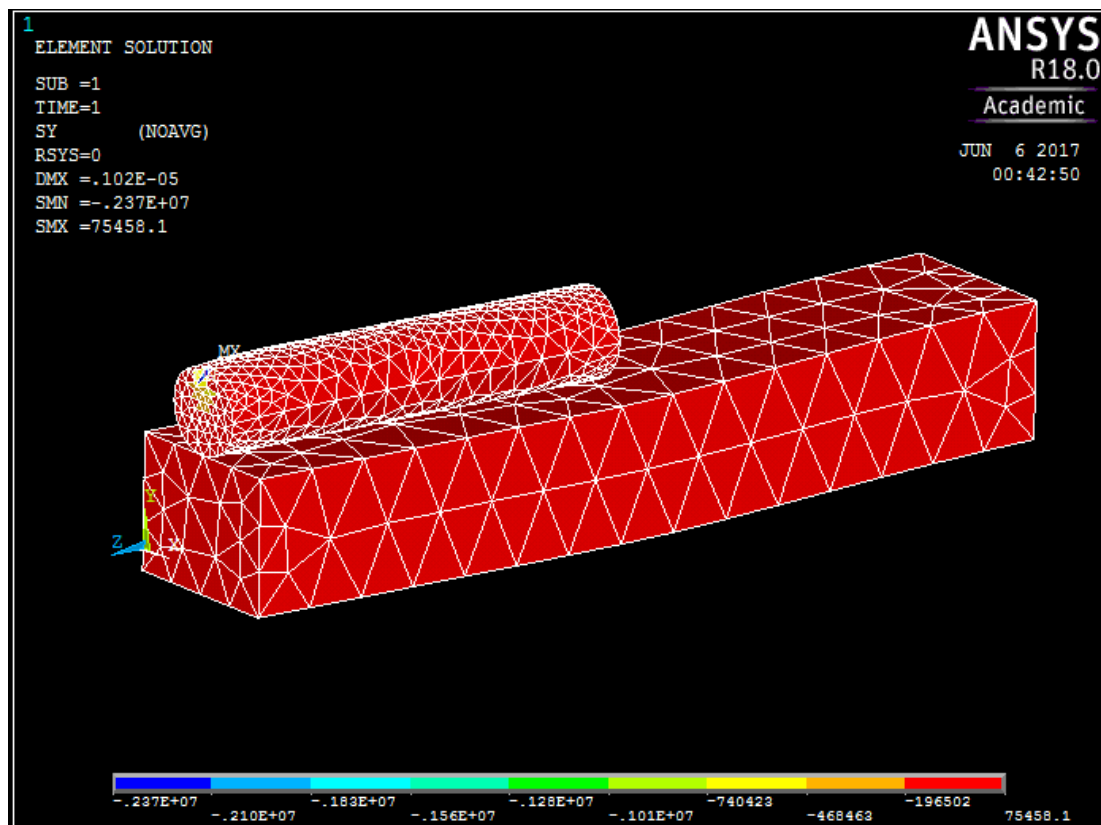 1
ELEMENT SOLUTION
SUB =1
TIME=1
SY (NOAVG)
RSYS=0
DMX =.102E-05
SMN =-.237E+07
SMX =75458.1
ANSYS
R18.0
Academic
JUN 6 2017
00:42:50
MX
Y
Z
X
-.237E+07 -.183E+07 -.128E+07 -740423 -196502
-.210E+07 -.156E+07 -.101E+07 -468463 75458.1